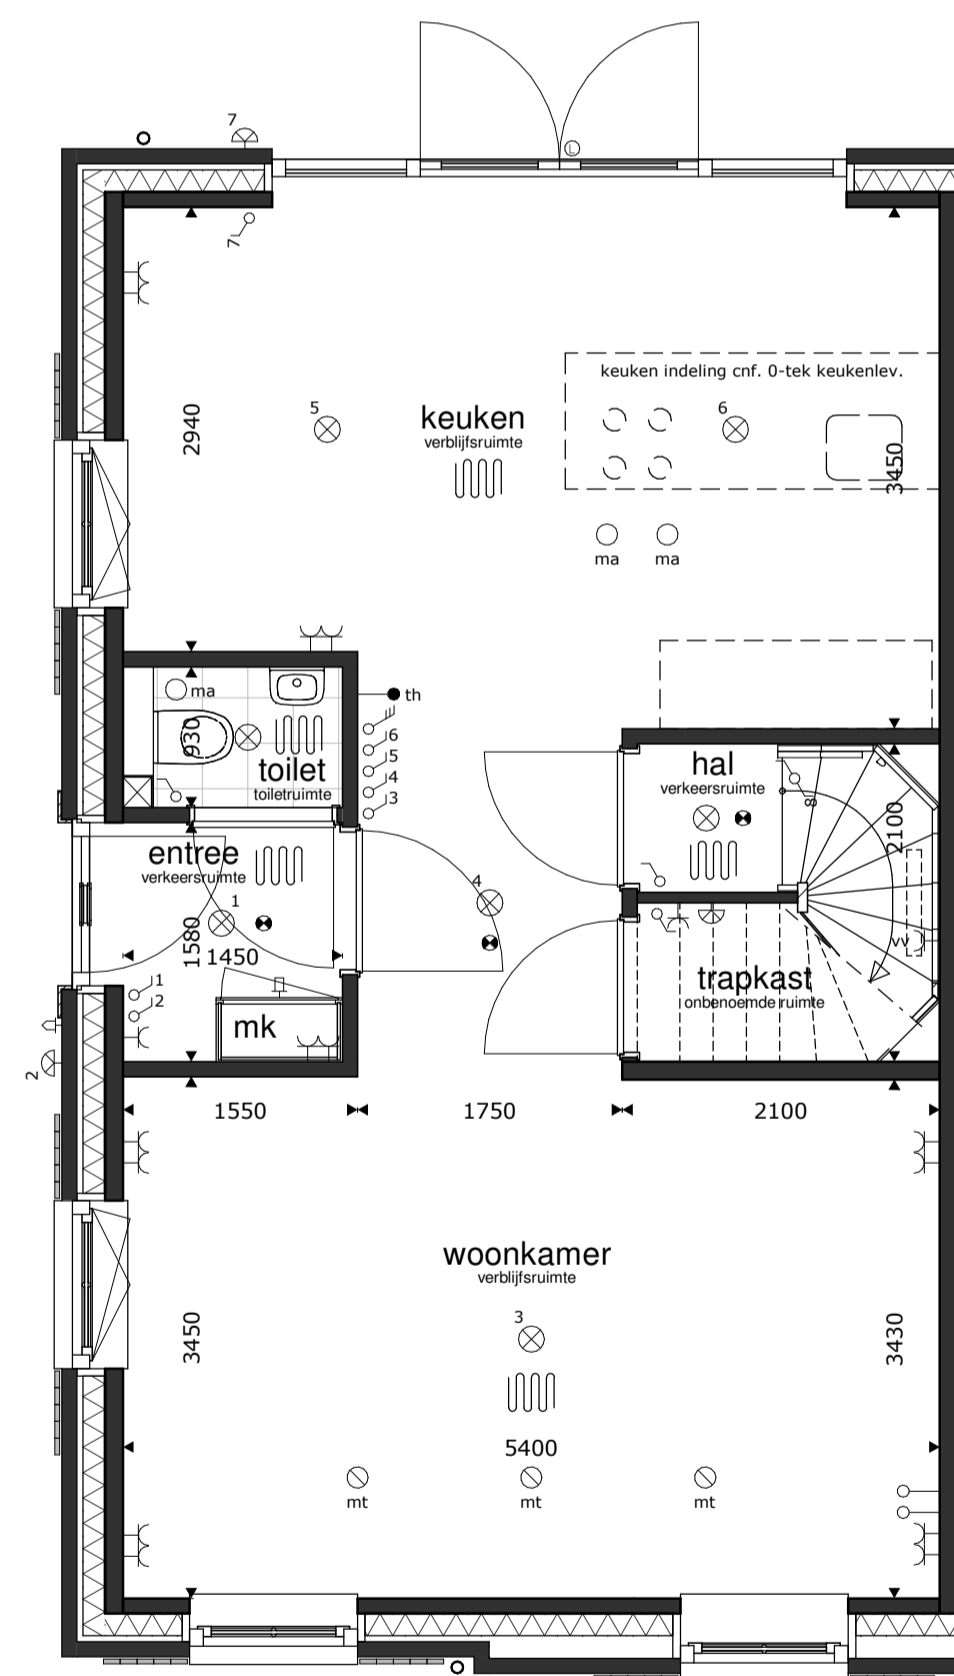 7
L
7
keuken indeling cnf. 0-tek keukenlev.
5
6
keuken
verblijfsruimte
2940
3450
ma
ma
ma
th
6
5
4
3
930
toilet
toiletruimte
hal
verkeersruimte
8
2100
entree
verkeersruimte
1
4
1580
1450
vv
trapkast
onbenoemde ruimte
1
2
mk
2
1550
1750
2100
woonkamer
verblijfsruimte
3
3450
3430
5400
mt
mt
mt